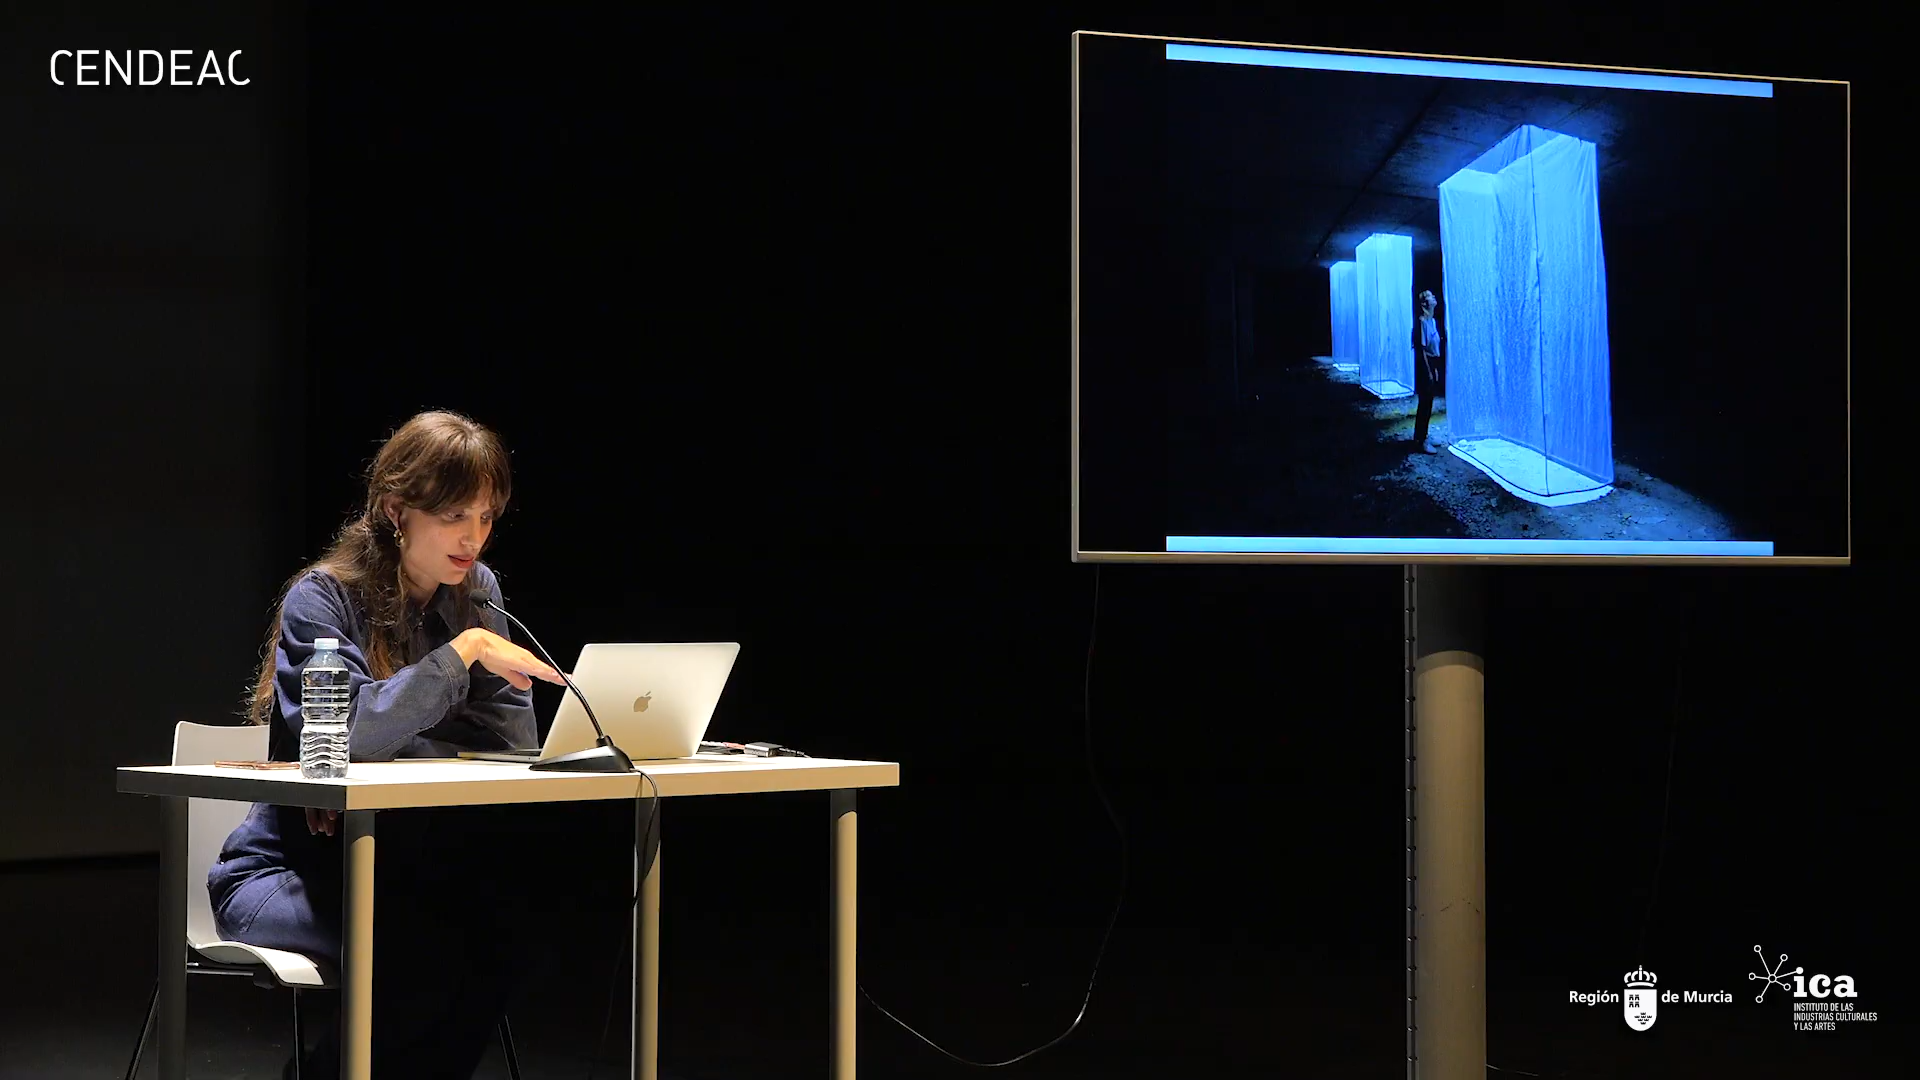 CENDEAC
Región de Murcia
ica
INSTITUTO DE LAS
INDUSTRIAS CULTURALES
Y LAS ARTES